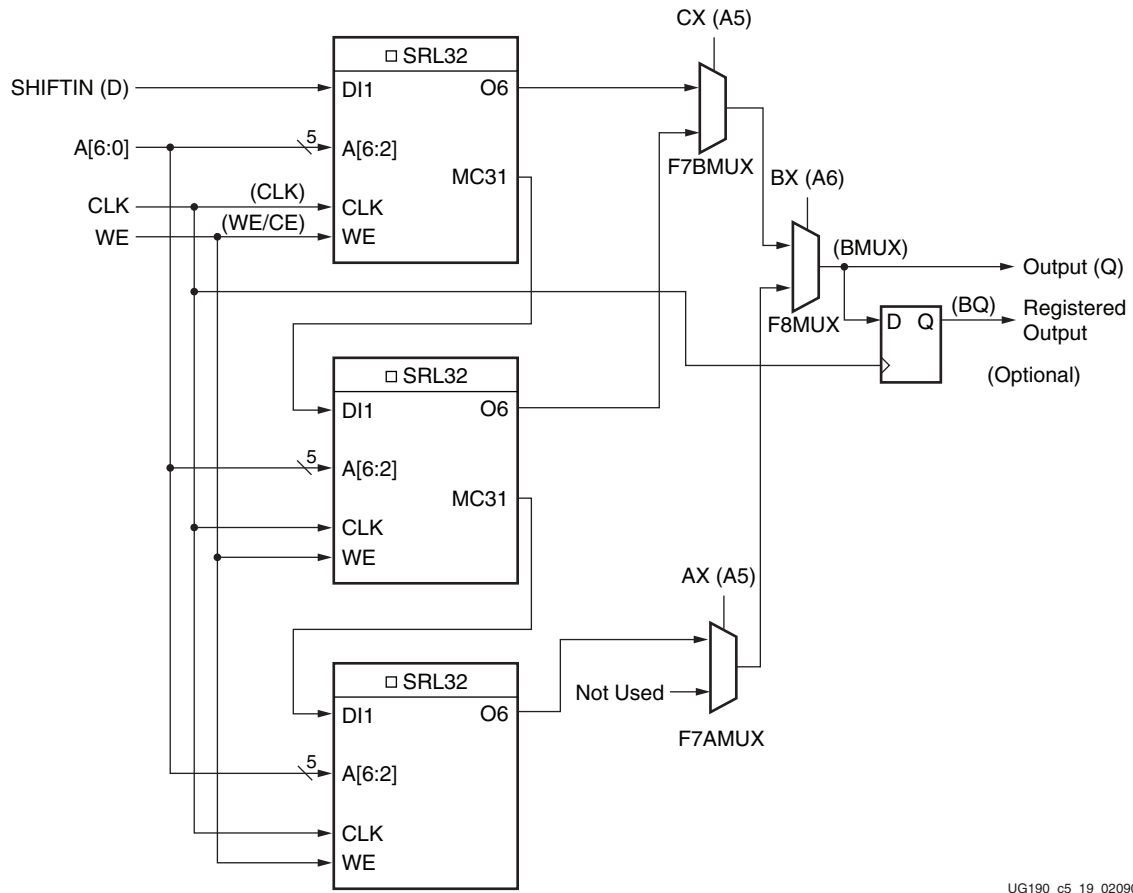 CX (A5)
SRL32
SHIFTIN (D)
DI1
O6
A[6:0]
5
A[6:2]
MC31
F7BMUX
BX (A6)
CLK
(CLK)
CLK
WE
(WE/CE)
WE
(BMUX)
Output (Q)
F8MUX
D Q
(BQ)
Registered
Output
(Optional)
SRL32
DI1
O6
5
A[6:2]
MC31
CLK
WE
AX (A5)
SRL32
Not Used
DI1
O6
F7AMUX
5
A[6:2]
CLK
WE